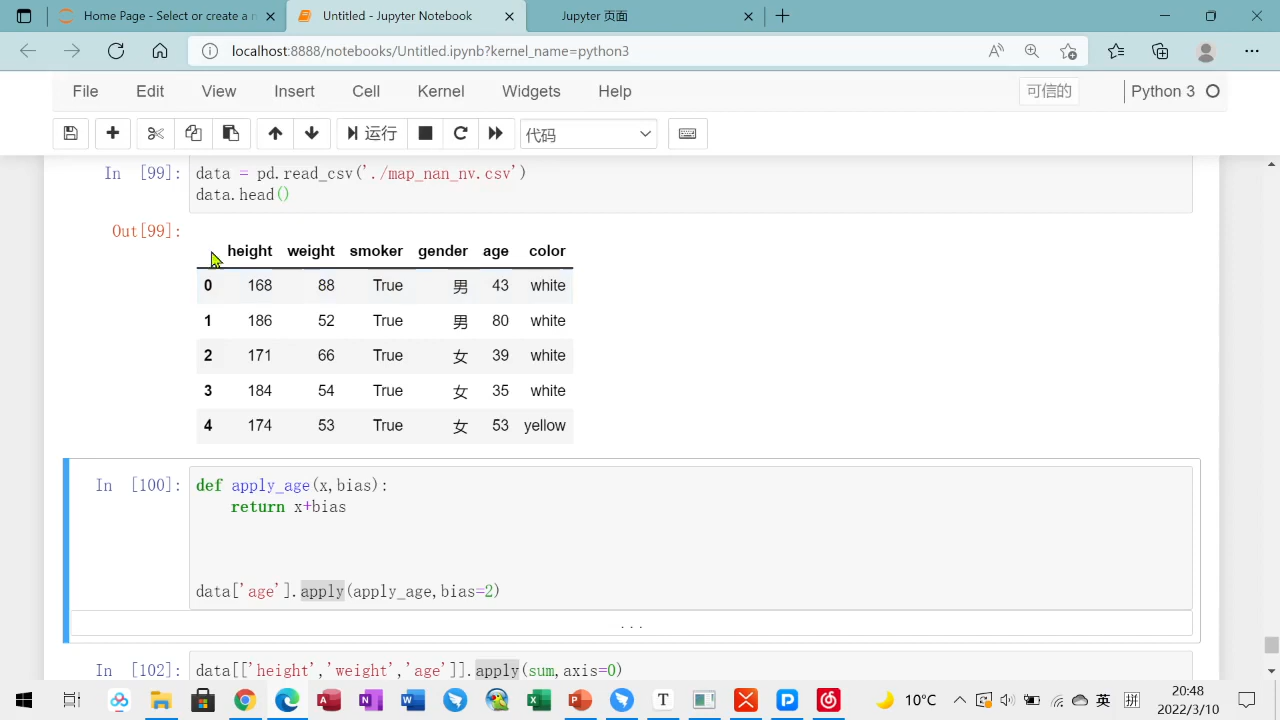 Home Page - Select or create a n
Untitled - Jupyter Notebook
Jupyter 页面
localhost:8888/notebooks/Untitled.ipynb?kernel_name=python3
File Edit View Insert Cell Kernel Widgets Help 可信的 Python 3
运行 代码
In [99]: data = pd.read_csv('./map_nan_nv.csv')
data.head()
Out[99]:
height weight smoker gender age color
0 168 88 True 男 43 white
1 186 52 True 男 80 white
2 171 66 True 女 39 white
3 184 54 True 女 35 white
4 174 53 True 女 53 yellow
In [100]: def apply_age(x,bias):
return x+bias
data['age'].apply(apply_age,bias=2)
...
In [102]: data[['height','weight','age']].apply(sum,axis=0)
10°C 英 拼 20:48
2022/3/10